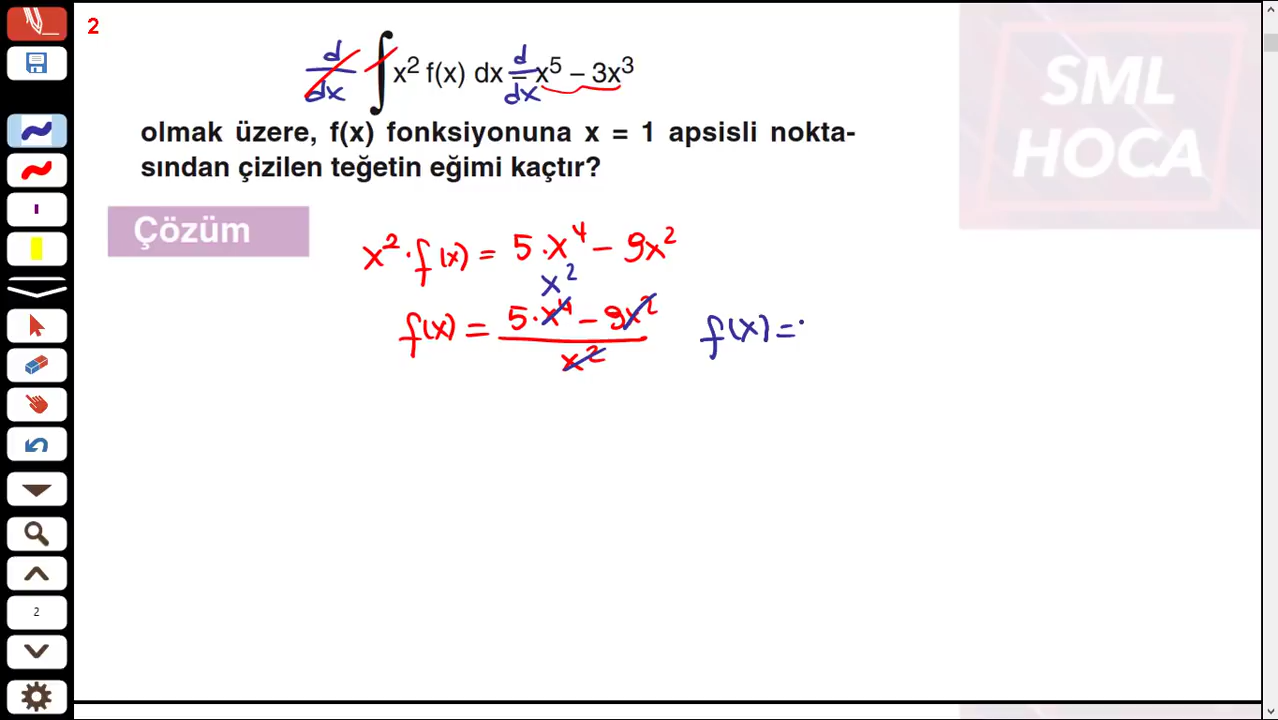 2
d/dx ∫ x² f(x) dx = d/dx x⁵ – 3x³
olmak üzere, f(x) fonksiyonuna x = 1 apsisli nokta-
sından çizilen teğetin eğimi kaçtır?
Çözüm
x² · f(x) = 5 · x⁴ – 9x²
x²
f(x) = 5 · x⁴ – 9x² / x²
f(x) =
SML
HOCA
2